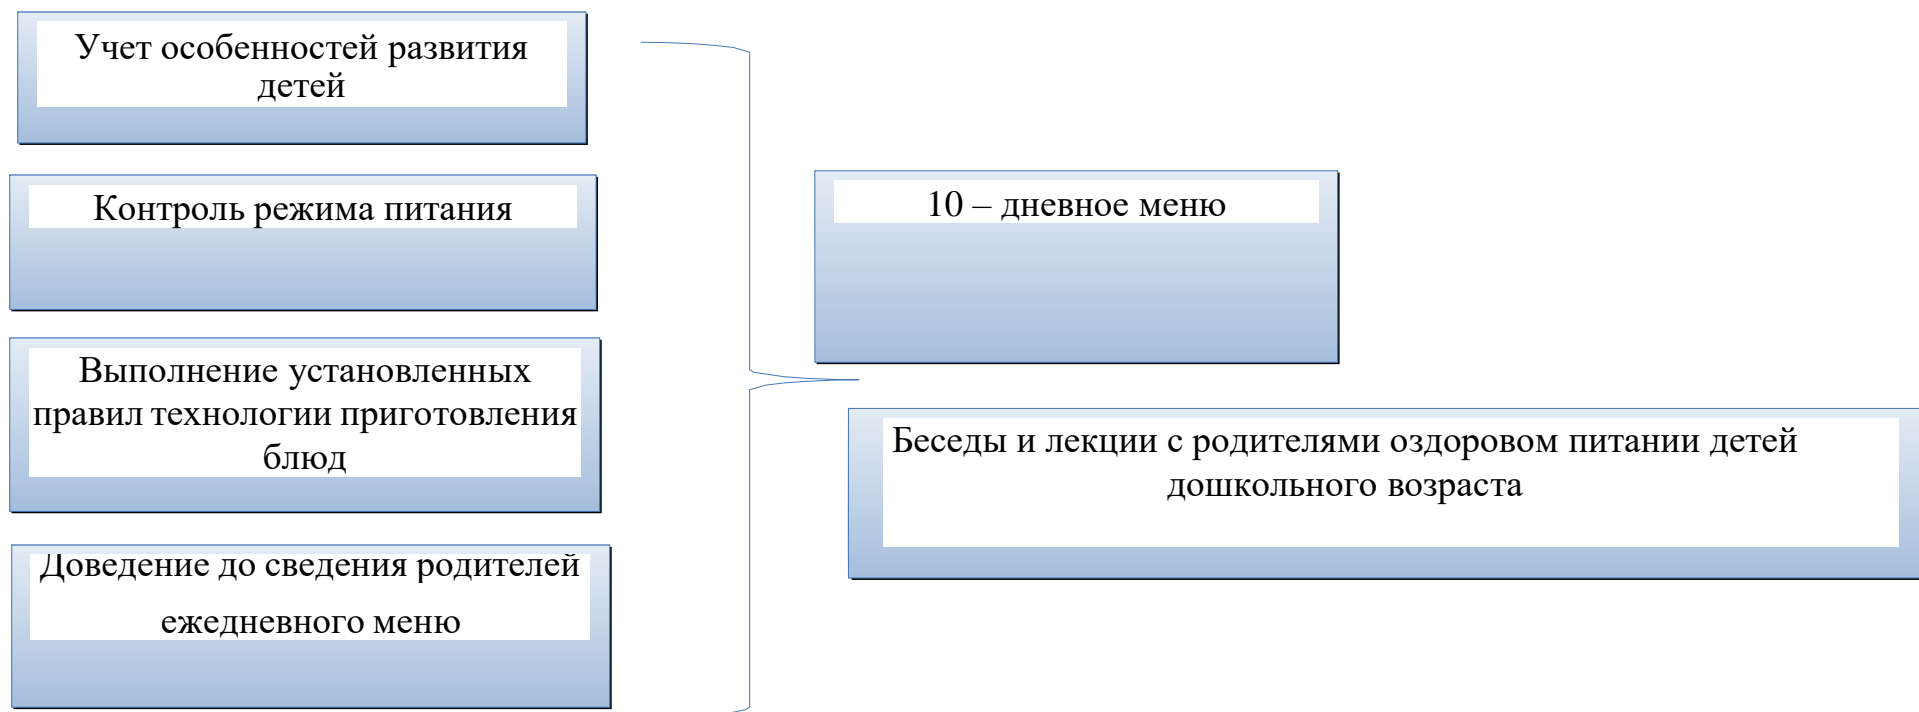 Учет особенностей развития
детей
Контроль режима питания
Выполнение установленных
правил технологии приготовления
блюд
Доведение до сведения родителей
ежедневного меню
10 – дневное меню
Беседы и лекции с родителями оздоровом питании детей
дошкольного возраста